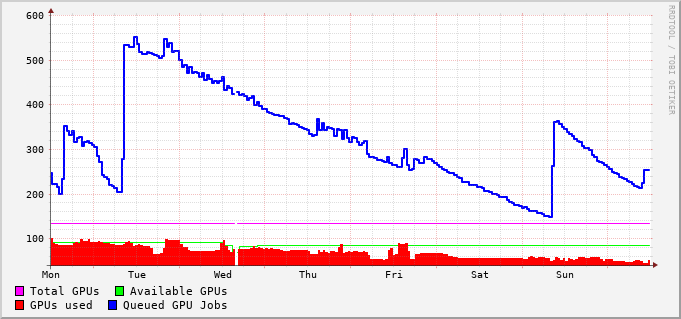 600
500
400
300
200
100
Mon Tue Wed Thu Fri Sat Sun
RRDTOOL / TOBI OETIKER
Total GPUs Available GPUs
GPUs used Queued GPU Jobs